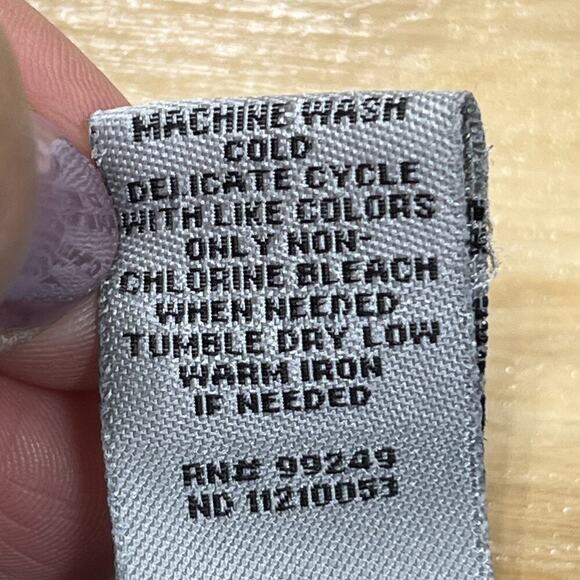 MACHINE WASH
COLD
DELICATE CYCLE
WITH LIKE COLORS
ONLY NON-
CHLORINE BLEACH
WHEN NEEDED
TUMBLE DRY LOW
WARM IRON
IF NEEDED
RN# 99249
ND 11210053